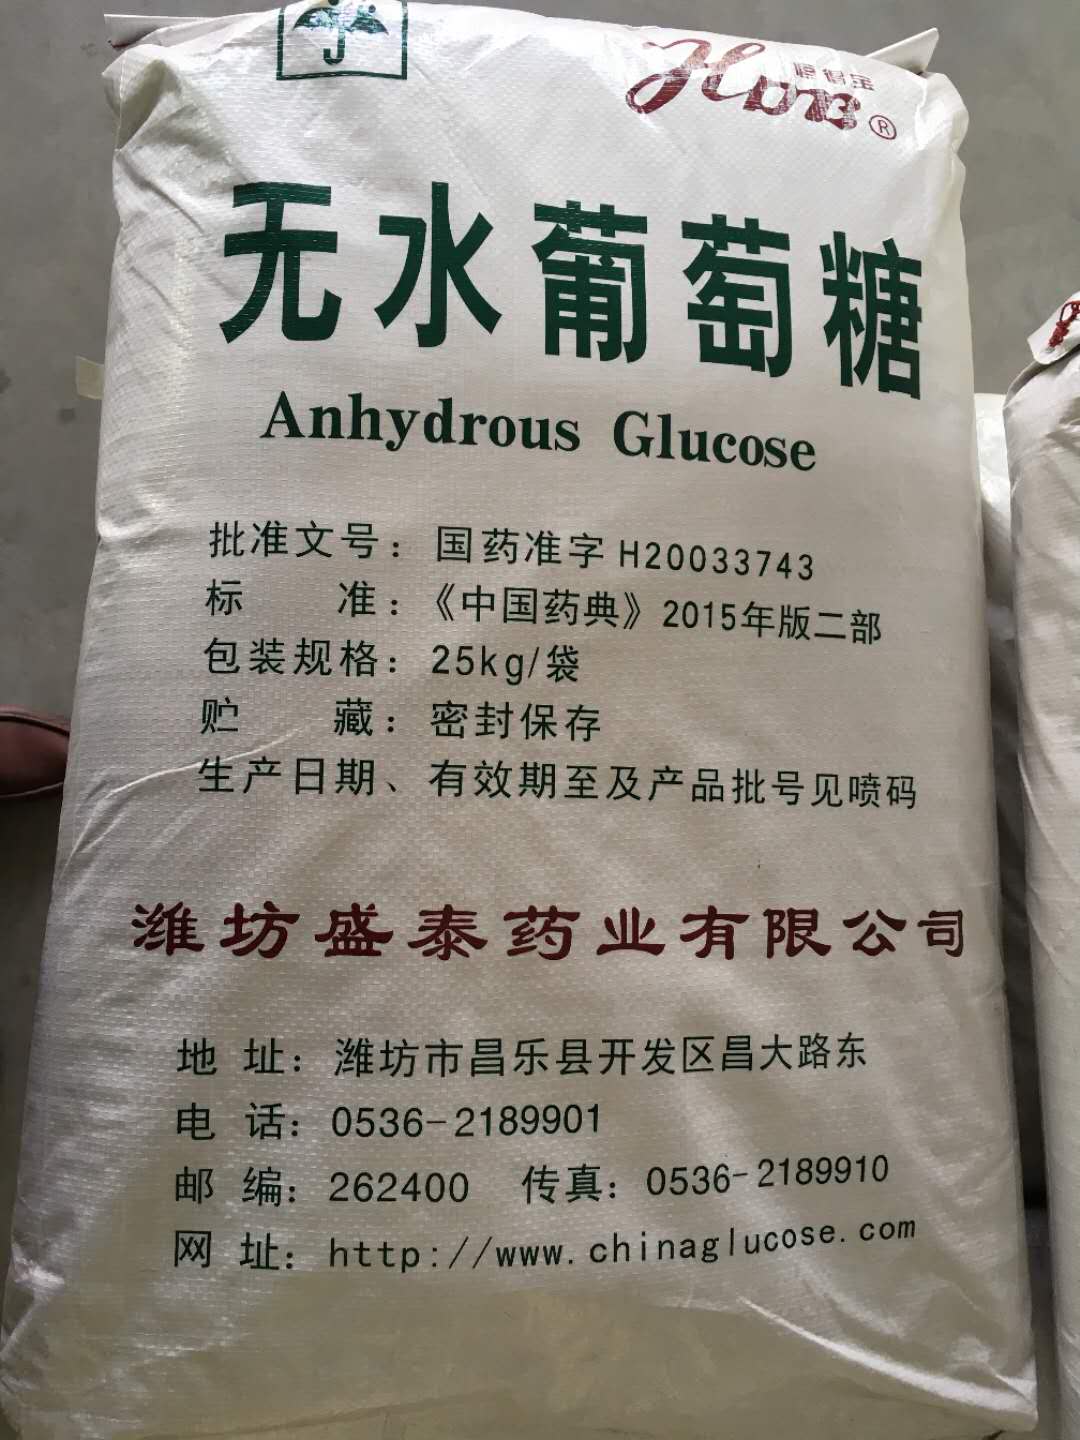 HDB®
无水葡萄糖
Anhydrous Glucose
批准文号：国药准字H20033743
标 准：《中国药典》2015年版二部
包装规格：25kg/袋
贮 藏：密封保存
生产日期、有效期至及产品批号见喷码
潍坊盛泰药业有限公司
地 址：潍坊市昌乐县开发区昌大路东
电 话：0536-2189901
邮 编：262400 传真：0536-2189910
网 址：http://www.chinaglucose.com